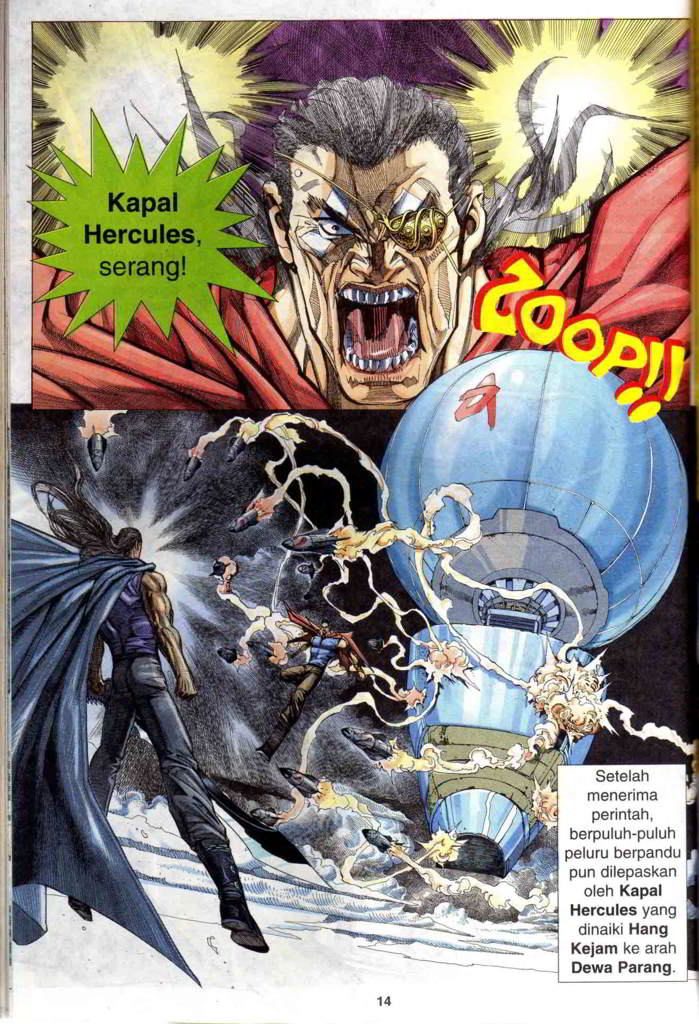 Kapal
Hercules,
serang!
ZOOP!!
Setelah
menerima
perintah,
berpuluh-puluh
peluru berpandu
pun dilepaskan
oleh Kapal
Hercules yang
dinaiki Hang
Kejam ke arah
Dewa Parang.
14